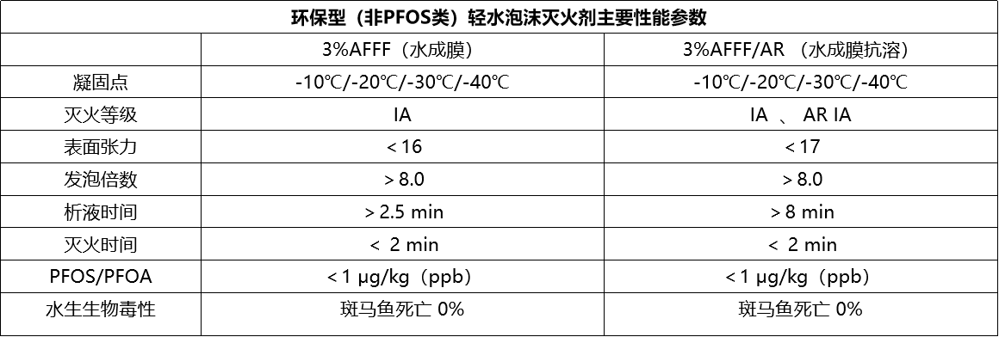 环保型（非PFOS类）轻水泡沫灭火剂主要性能参数
3%AFFF（水成膜） 3%AFFF/AR （水成膜抗溶）
凝固点 -10℃/-20℃/-30℃/-40℃ -10℃/-20℃/-30℃/-40℃
灭火等级 IA IA 、 AR IA
表面张力 ＜16 ＜17
发泡倍数 ＞8.0 ＞8.0
析液时间 ＞2.5 min ＞8 min
灭火时间 ＜ 2 min ＜ 2 min
PFOS/PFOA ＜1 μg/kg（ppb） ＜1 μg/kg（ppb）
水生生物毒性 斑马鱼死亡 0% 斑马鱼死亡 0%